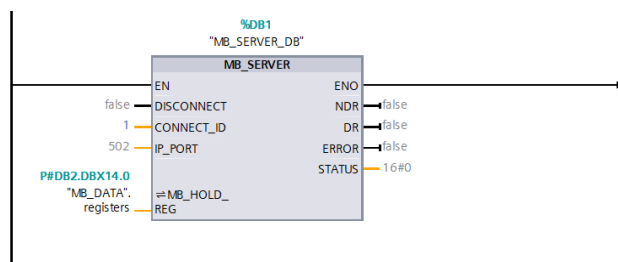 %DB1
"MB_SERVER_DB"
MB_SERVER
EN ENO
false DISCONNECT NDR false
1 CONNECT_ID DR false
502 IP_PORT ERROR false
STATUS 16#0
P#DB2.DBX14.0
"MB_DATA".
registers
⇌MB_HOLD_
REG